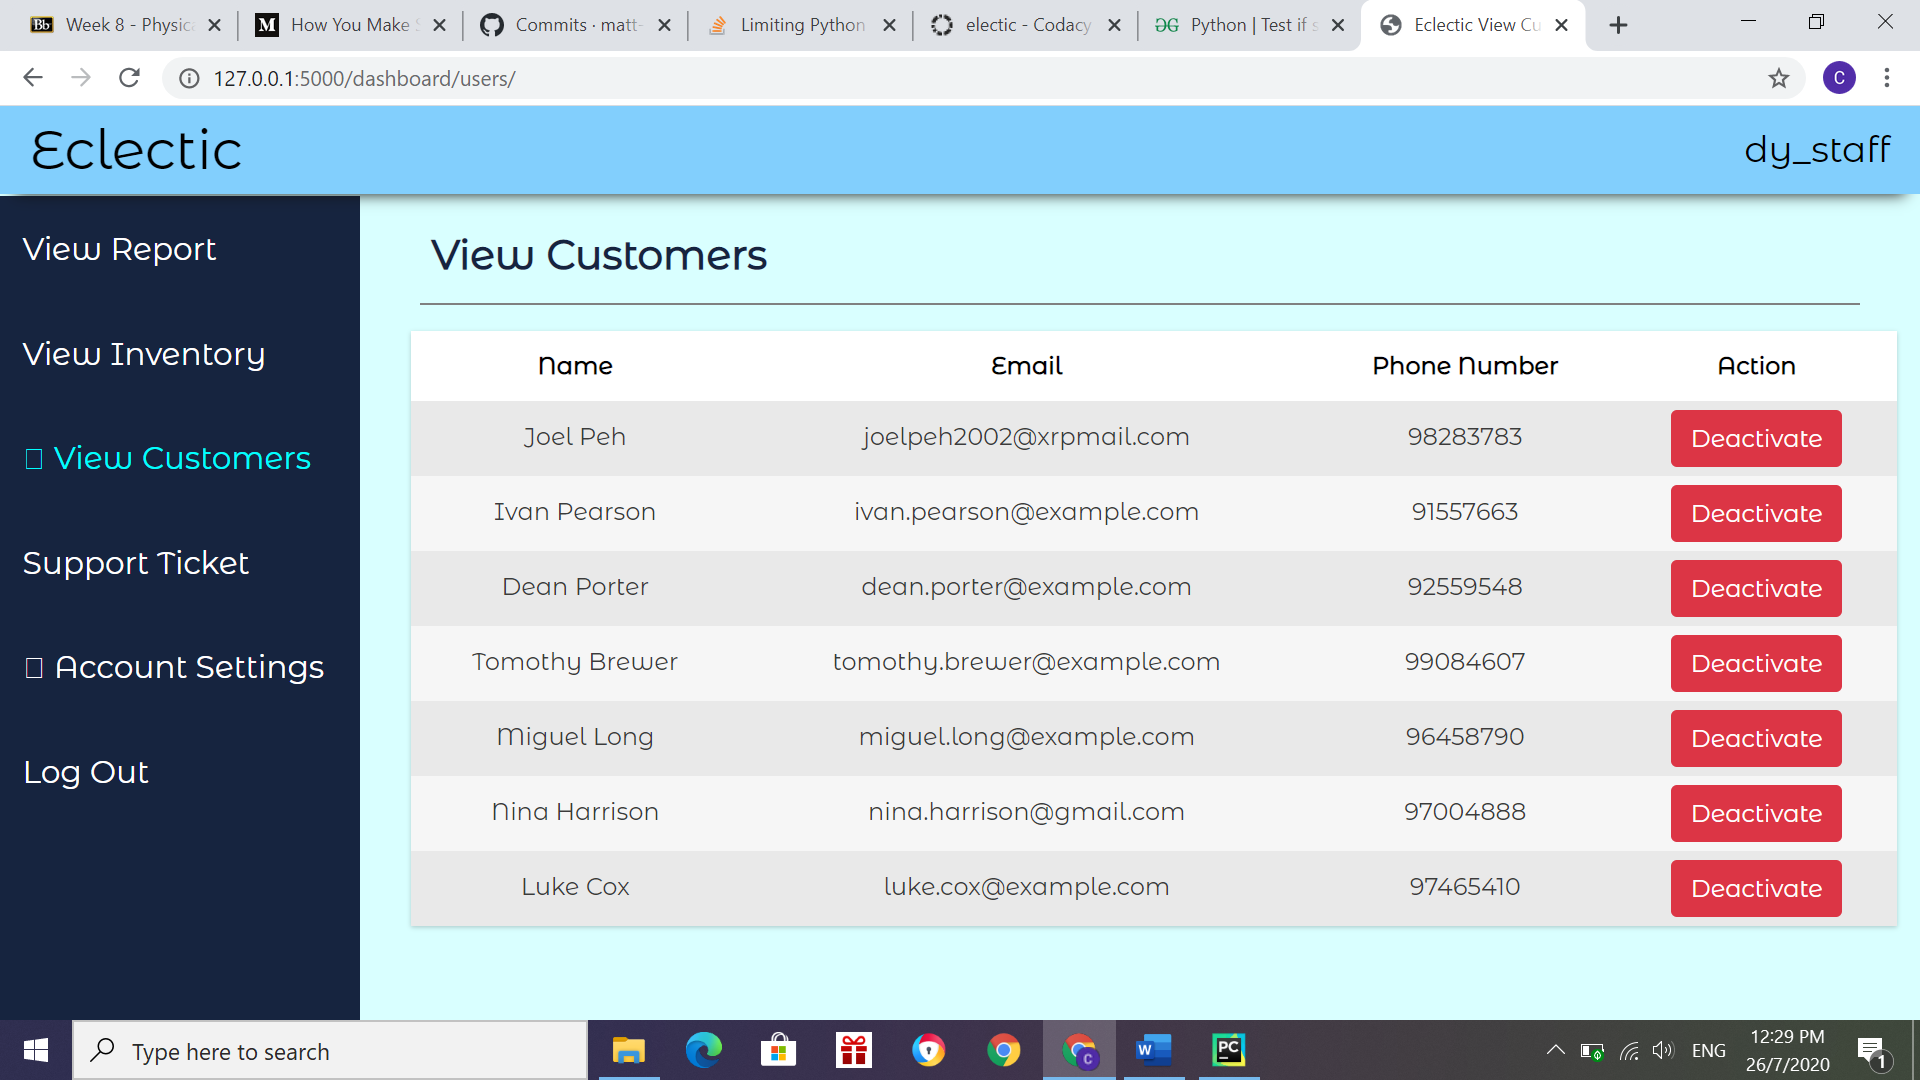 Week 8 - Physic
How You Make S
Commits · matt-
Limiting Python
electic - Codacy
Python | Test if s
Eclectic View Cu
127.0.0.1:5000/dashboard/users/
C
Eclectic
dy_staff
View Report
View Inventory
View Customers
Support Ticket
Account Settings
Log Out
View Customers
Name Email Phone Number Action
Joel Peh joelpeh2002@xrpmail.com 98283783 Deactivate
Ivan Pearson ivan.pearson@example.com 91557663 Deactivate
Dean Porter dean.porter@example.com 92559548 Deactivate
Tomothy Brewer tomothy.brewer@example.com 99084607 Deactivate
Miguel Long miguel.long@example.com 96458790 Deactivate
Nina Harrison nina.harrison@gmail.com 97004888 Deactivate
Luke Cox luke.cox@example.com 97465410 Deactivate
Type here to search
ENG
12:29 PM
26/7/2020
1